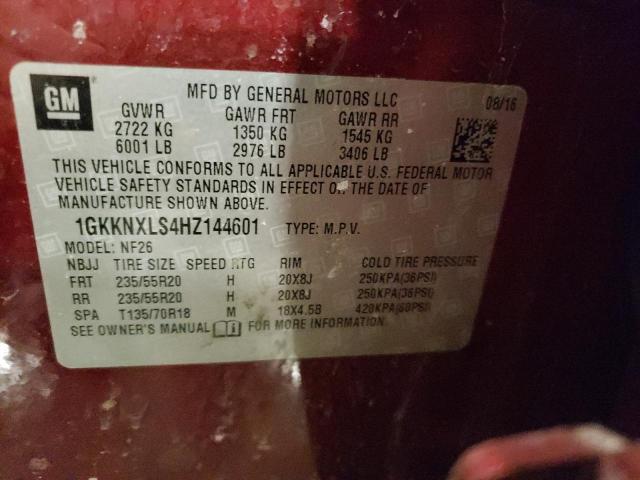 GM
MFD BY GENERAL MOTORS LLC 08/16
GVWR GAWR FRT GAWR RR
2722 KG 1350 KG 1545 KG
6001 LB 2976 LB 3406 LB
THIS VEHICLE CONFORMS TO ALL APPLICABLE U.S. FEDERAL MOTOR
VEHICLE SAFETY STANDARDS IN EFFECT ON THE DATE OF
MANUFACTURE SHOWN ABOVE.
1GKKNXLS4HZ144601 TYPE: M.P.V.
MODEL: NF26
NBJJ TIRE SIZE SPEED RTG RIM COLD TIRE PRESSURE
FRT 235/55R20 H 20X8J 250KPA(36PSI)
RR 235/55R20 H 20X8J 250KPA(36PSI)
SPA T135/70R18 M 18X4.5B 420KPA(60PSI)
SEE OWNER'S MANUAL FOR MORE INFORMATION